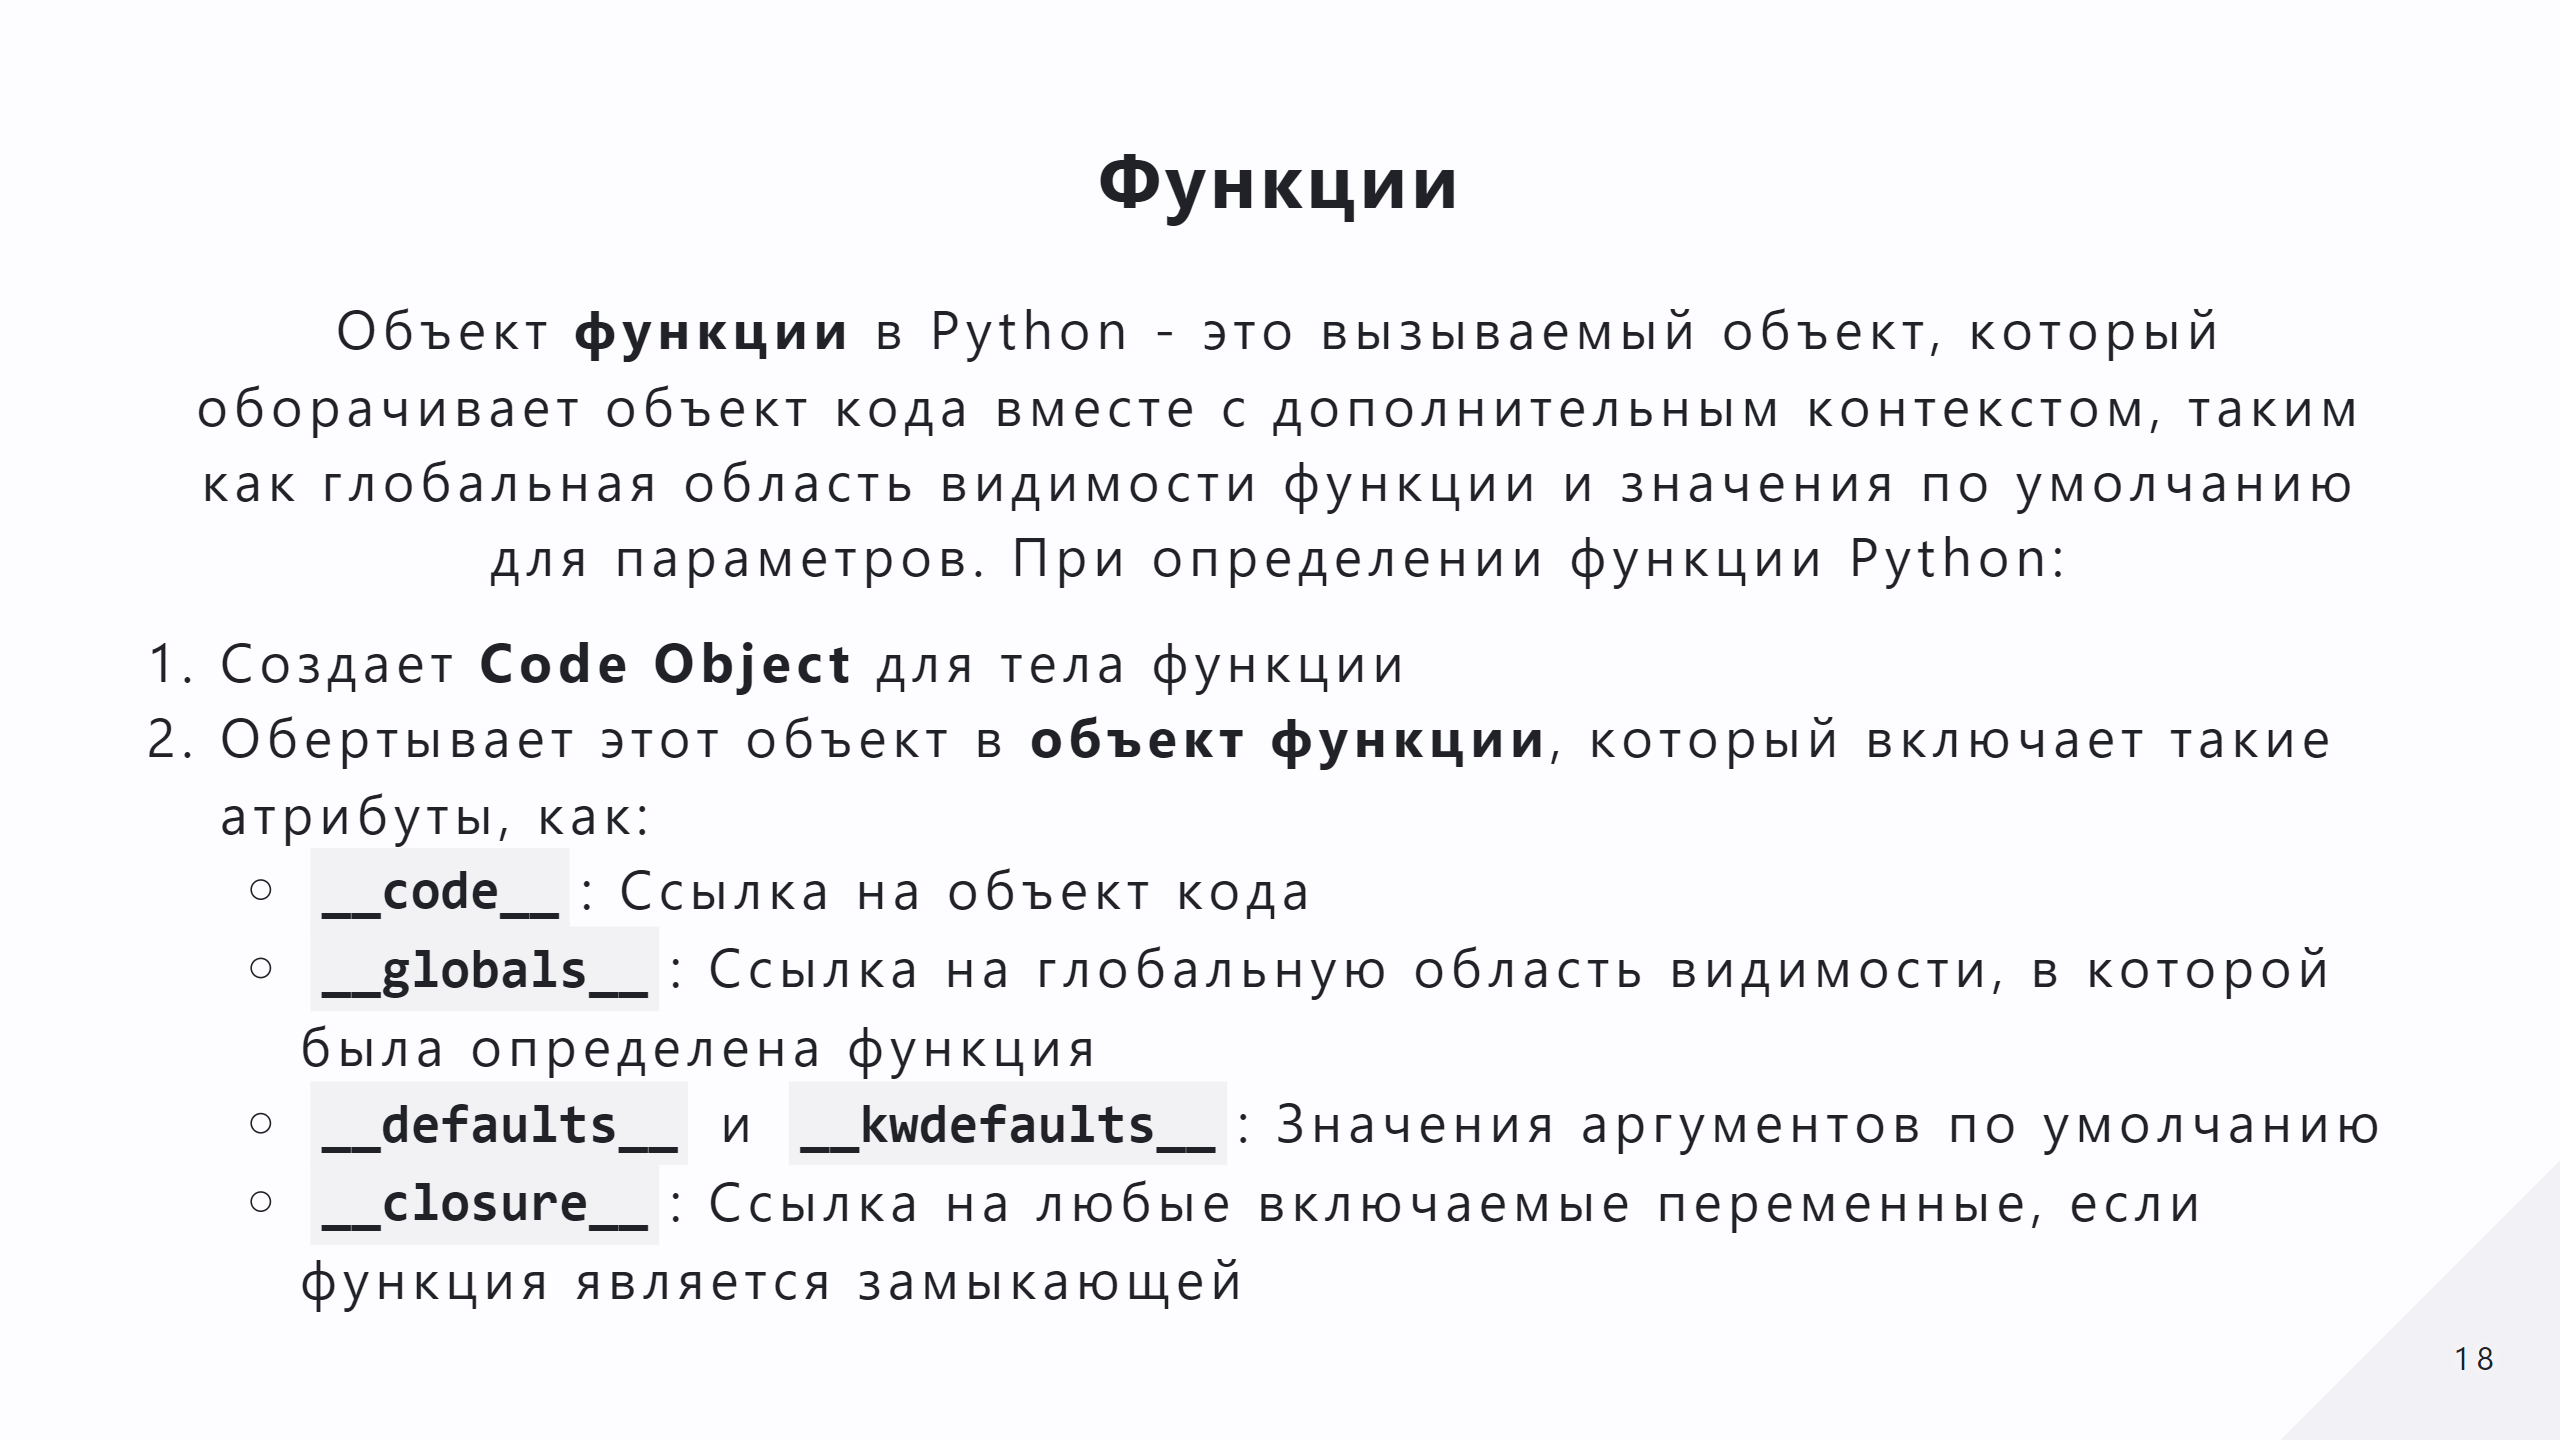 Функции
Объект функции в Python - это вызываемый объект, который
оборачивает объект кода вместе с дополнительным контекстом, таким
как глобальная область видимости функции и значения по умолчанию
для параметров. При определении функции Python:
1. Создает Code Object для тела функции
2. Обертывает этот объект в объект функции, который включает такие
атрибуты, как:
○ __code__ : Ссылка на объект кода
○ __globals__ : Ссылка на глобальную область видимости, в которой
была определена функция
○ __defaults__ и __kwdefaults__ : Значения аргументов по умолчанию
○ __closure__ : Ссылка на любые включаемые переменные, если
функция является замыкающей
18